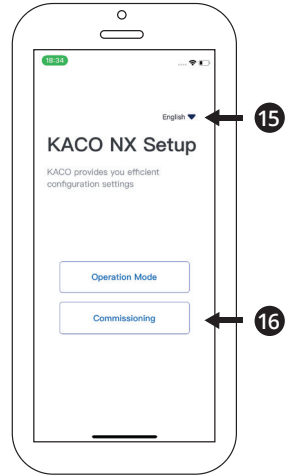 18:34
English
15
KACO NX Setup
KACO provides you efficient
configuration settings
Operation Mode
Commissioning
16